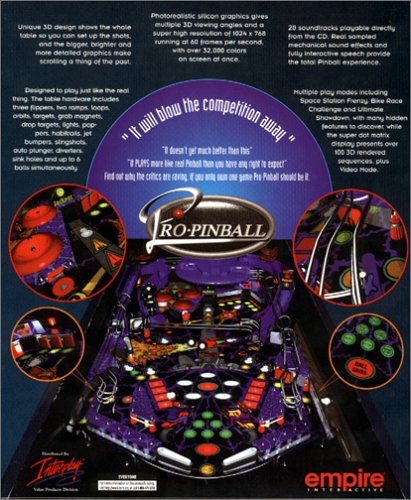 Unique 3D design shows the whole
table so you can set up the shots,
and the bigger, brighter and
more detailed graphics make
scrolling a thing of the past.
Photorealistic silicon graphics gives
multiple 3D viewing angles and a
super high resolution of 1024 x 768
running at 60 frames per second,
with over 32,000 colors
on screen at once.
20 soundtracks playable directly
from the CD. Real sampled
mechanical sound effects and
fully interactive speech provide
the total Pinball experience.
Designed to play just like the real
thing. The table hardware includes
three flippers, two ramps, loops,
orbits, targets, grab magnets,
drop targets, lights, pop-
pers, habitrails, jet
bumpers, slingshots,
auto plunger, diverters,
sink holes and up to 6
balls simultaneously.
Multiple play modes including
Space Station Frenzy, Bike Race
Challenge and Ultimate
Showdown, with many hidden
features to discover, while
the super dot matrix
display presents over
100 3D rendered
sequences, plus
Video Mode.
"It will blow the competition away"
"It doesn't get much better than this"
"It PLAYS more like real Pinball than you have any right to expect"
Find out why the critics are raving. If you only own one game Pro Pinball should be it.
PRO-PINBALL
BALL
SAVER
Distributed By
Interplay
Value Products Division
empire
INTERACTIVE